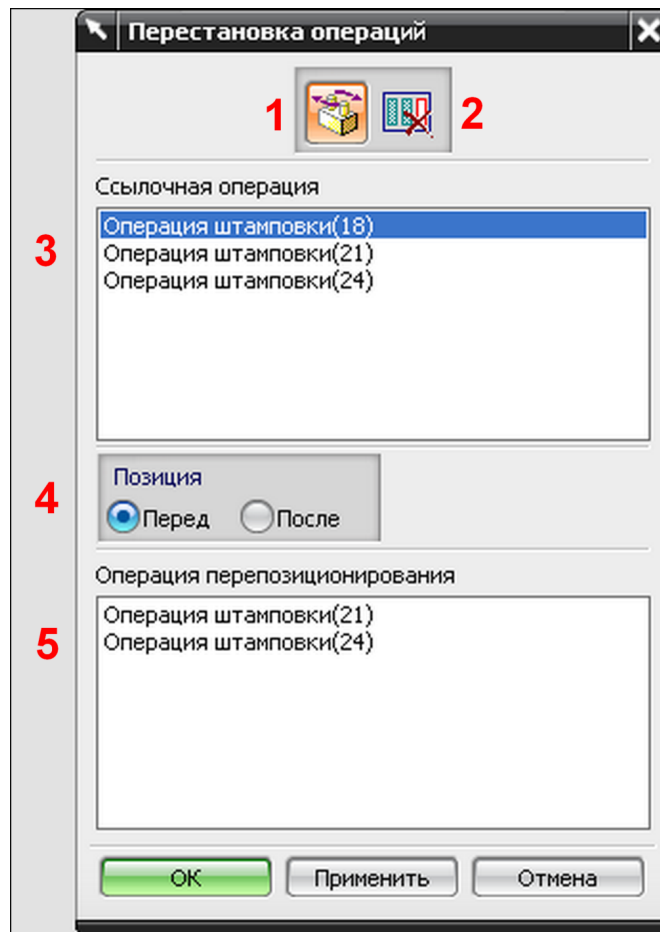 Перестановка операций
1
2
Ссылочная операция
3
Операция штамповки(18)
Операция штамповки(21)
Операция штамповки(24)
4
Позиция
Перед После
Операция перепозиционирования
5
Операция штамповки(21)
Операция штамповки(24)
ОК Применить Отмена